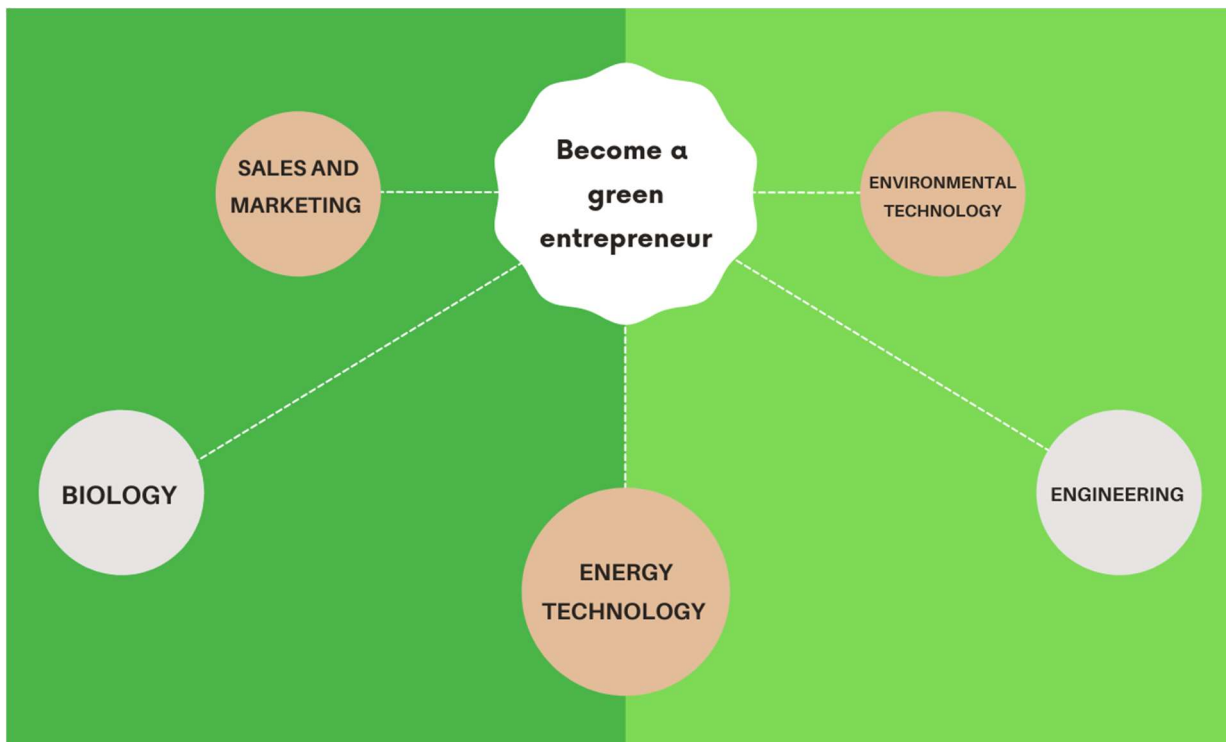 Become a
green
entrepreneur
SALES AND
MARKETING
ENVIRONMENTAL
TECHNOLOGY
BIOLOGY
ENERGY
TECHNOLOGY
ENGINEERING